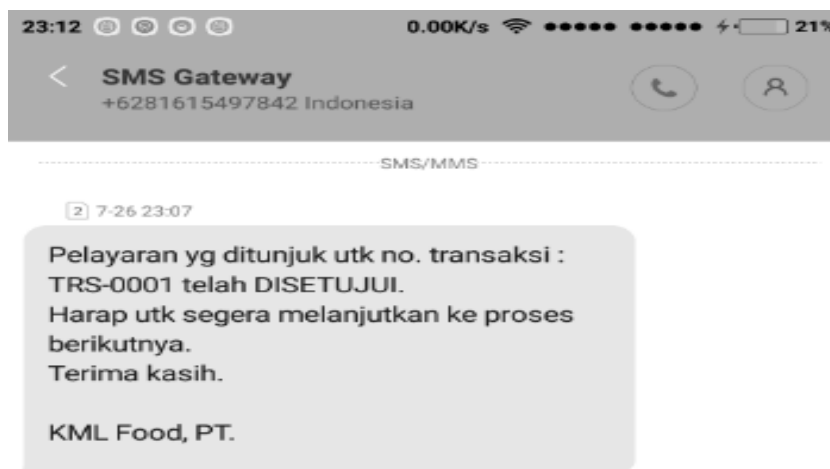 23:12 0.00K/s 21%
SMS Gateway
+6281615497842 Indonesia
SMS/MMS
2 7-26 23:07
Pelayaran yg ditunjuk utk no. transaksi :
TRS-0001 telah DISETUJUI.
Harap utk segera melanjutkan ke proses
berikutnya.
Terima kasih.
KML Food, PT.